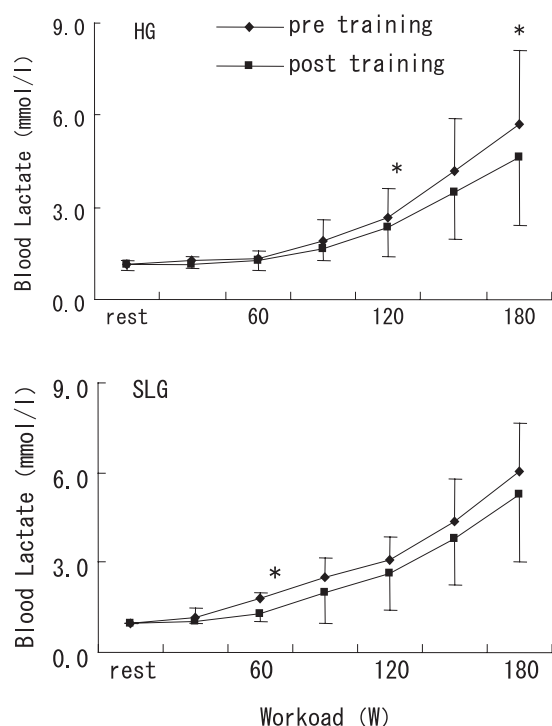 9.0
HG
pre training
post training
*
6.0
*
3.0
0.0
Blood Lactate (mmol/l)
rest 60 120 180
9.0
SLG
6.0
3.0
*
0.0
Blood Lactate (mmol/l)
rest 60 120 180
Workoad (W)